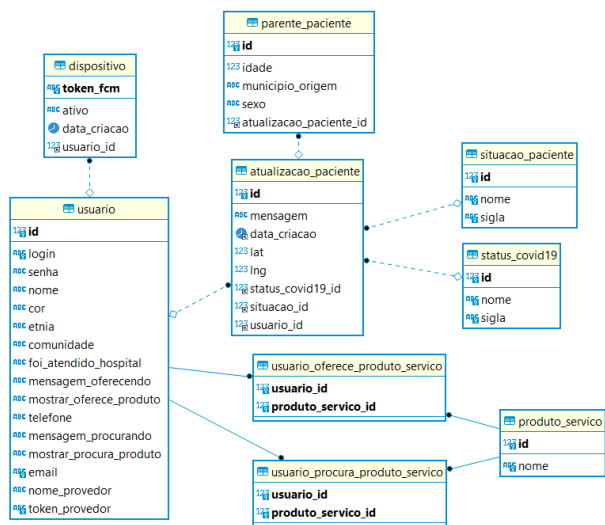 parente_paciente
id
idade
municipio_origem
sexo
atualizacao_paciente_id
dispositivo
token_fcm
ativo
data_criacao
usuario_id
atualizacao_paciente
id
mensagem
data_criacao
lat
lng
status_covid19_id
situacao_id
usuario_id
situacao_paciente
id
nome
sigla
status_covid19
id
nome
sigla
usuario
id
login
senha
nome
cor
etnia
comunidade
foi_atendido_hospital
mensagem_oferecendo
mostrar_oferece_produto
telefone
mensagem_procurando
mostrar_procura_produto
email
nome_provedor
token_provedor
usuario_oferece_produto_servico
usuario_id
produto_servico_id
produto_servico
id
nome
usuario_procura_produto_servico
usuario_id
produto_servico_id